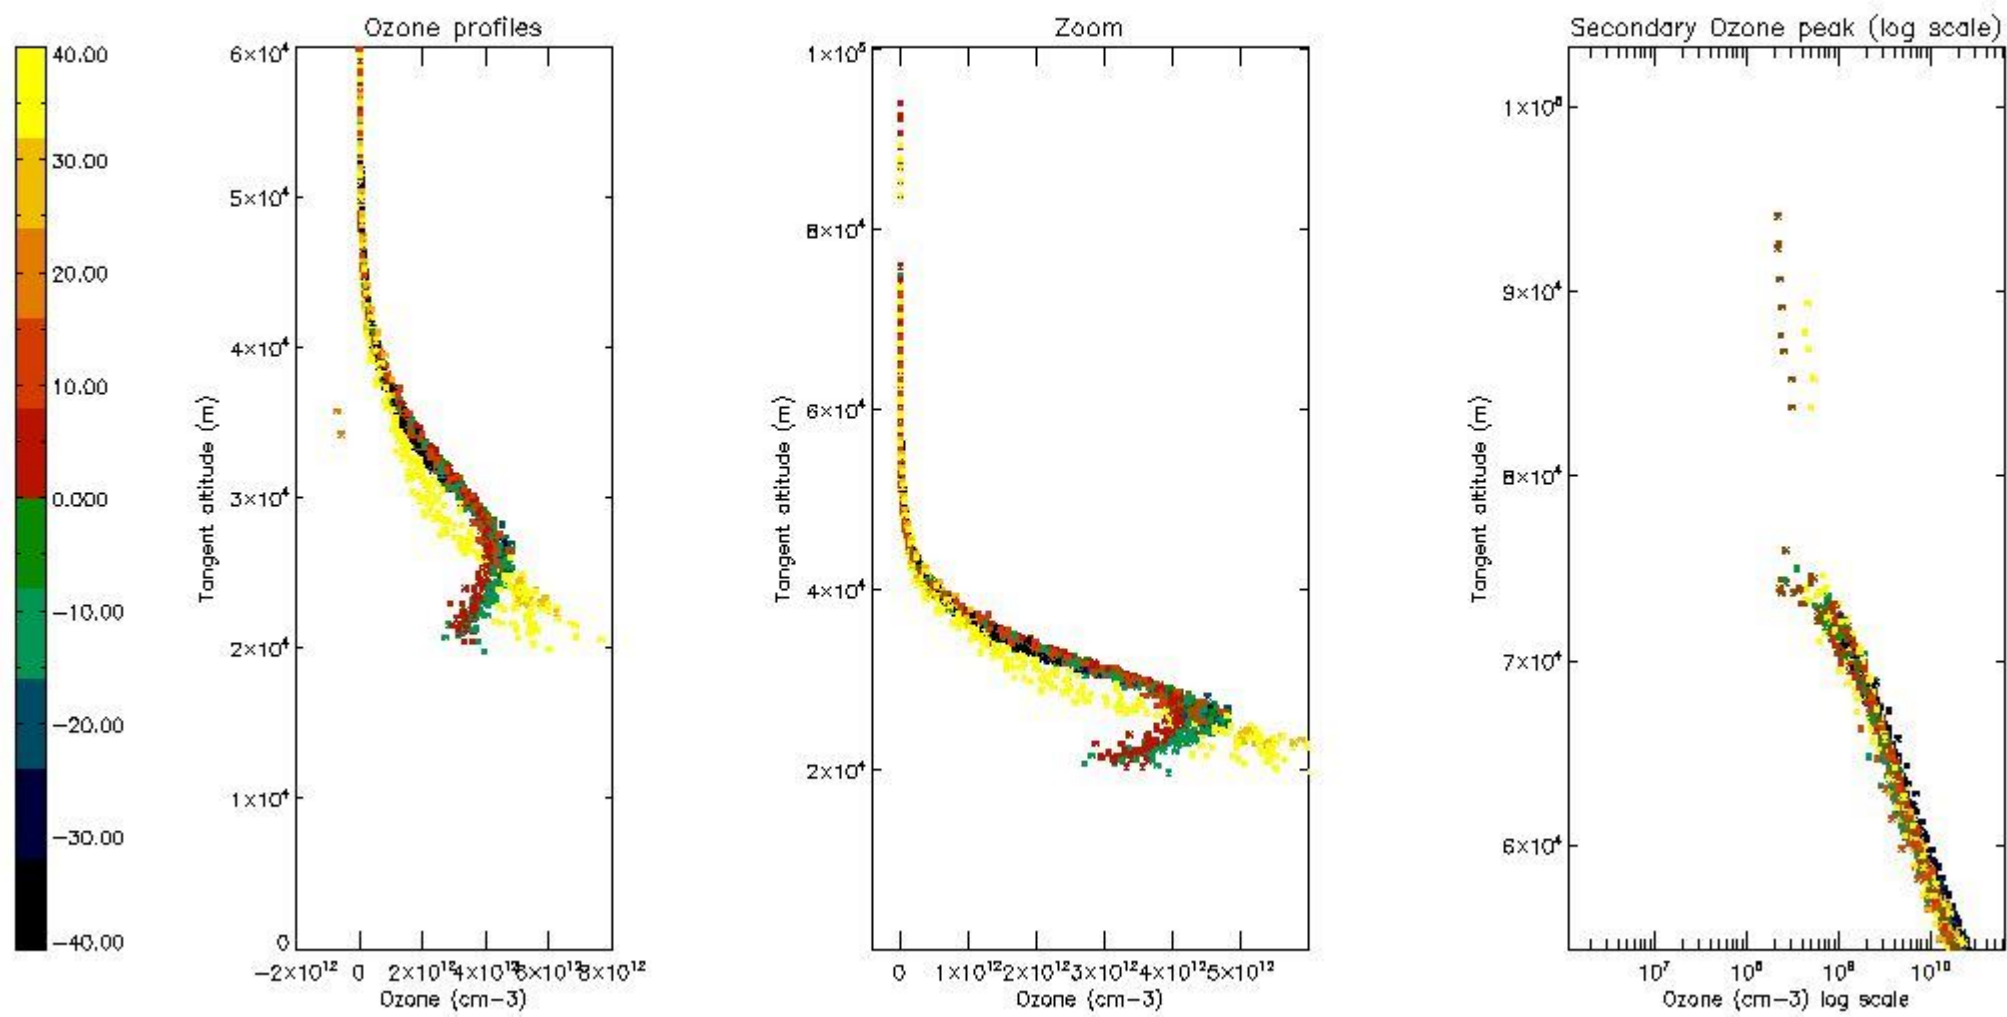 Ozone profiles
Zoom
Secondary Ozone peak (log scale)
40.00
30.00
20.00
10.00
0.000
−10.00
−20.00
−30.00
−40.00
6×10⁴
5×10⁴
4×10⁴
3×10⁴
2×10⁴
1×10⁴
0
Tangent altitude (m)
−2×10¹² 0 2×10¹² 4×10¹² 6×10¹² 8×10¹²
Ozone (cm−3)
1×10⁵
8×10⁴
6×10⁴
4×10⁴
2×10⁴
Tangent altitude (m)
0 1×10¹² 2×10¹² 3×10¹² 4×10¹² 5×10¹²
Ozone (cm−3)
1×10⁵
9×10⁴
8×10⁴
7×10⁴
6×10⁴
Tangent altitude (m)
10⁷ 10⁸ 10⁹ 10¹⁰
Ozone (cm−3) log scale